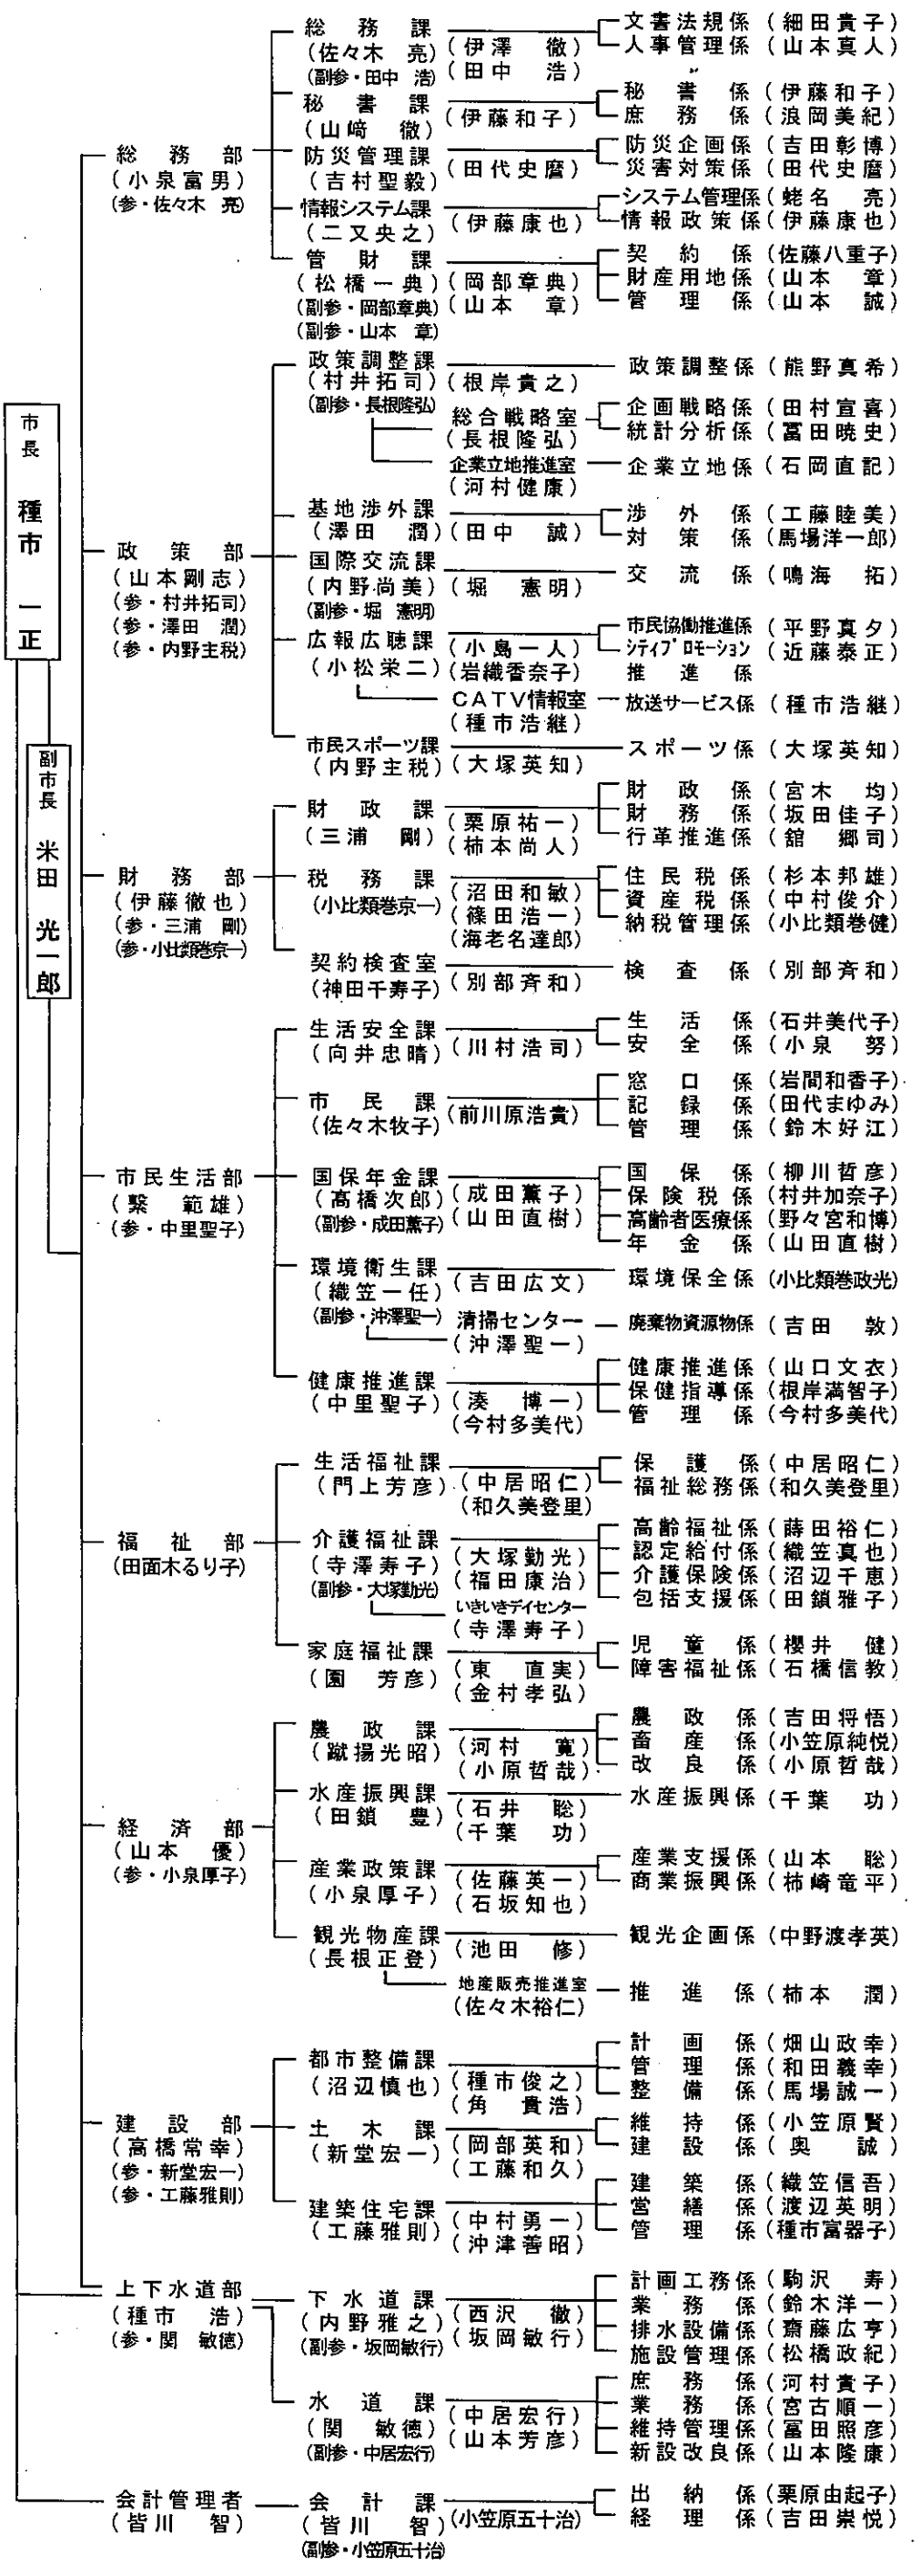 市長 種市 一正
副市長 米田 光一郎
総務部
(小泉富男)
(参・佐々木 亮)
総務課
(佐々木 亮)
(副参・田中 浩)
(伊澤 徹)
(田中 浩)
文書法規係(細田貴子)
人事管理係(山本真人)
秘書課
(山﨑 徹)
(伊藤和子)
秘書係(伊藤和子)
庶務係(浪岡美紀)
防災管理課
(吉村聖毅)
(田代史麿)
防災企画係(吉田彰博)
災害対策係(田代史麿)
情報システム課
(二又央之)
(伊藤康也)
システム管理係(蛯名 亮)
情報政策係(伊藤康也)
管財課
(松橋一典)
(副参・岡部章典)
(副参・山本 章)
(岡部章典)
(山本 章)
契約係(佐藤八重子)
財産用地係(山本 章)
管理係(山本 誠)
政策部
(山本剛志)
(参・村井拓司)
(参・澤田 潤)
(参・内野主税)
政策調整課
(村井拓司)
(副参・長根隆弘)
(根岸貴之)
政策調整係(熊野真希)
総合戦略室
(長根隆弘)
企画戦略係(田村宣喜)
統計分析係(冨田暁史)
企業立地推進室
(河村健康)
企業立地係(石岡直記)
基地渉外課
(澤田 潤)
(田中 誠)
渉外係(工藤睦美)
対策係(馬場洋一郎)
国際交流課
(内野尚美)
(副参・堀 憲明)
(堀 憲明)
交流係(鳴海 拓)
広報広聴課
(小松栄二)
(小島一人)
(岩織香奈子)
市民協働推進係(平野真夕)
シティプロモーション推進係(近藤泰正)
CATV情報室
(種市浩継)
放送サービス係(種市浩継)
市民スポーツ課
(内野主税)
(大塚英知)
スポーツ係(大塚英知)
財務部
(伊藤徹也)
(参・三浦 剛)
(参・小比類巻京一)
財政課
(三浦 剛)
(栗原祐一)
(柿本尚人)
財政係(宮木 均)
財務係(坂田佳子)
行革推進係(舘 郷司)
税務課
(小比類巻京一)
(沼田和敏)
(篠田浩一)
(海老名達郎)
住民税係(杉本邦雄)
資産税係(中村俊介)
納税管理係(小比類巻健)
契約検査室
(神田千寿子)
(別部斉和)
検査係(別部斉和)
市民生活部
(繋 範雄)
(参・中里聖子)
生活安全課
(向井忠晴)
(川村浩司)
生活係(石井美代子)
安全係(小泉 努)
市民課
(佐々木牧子)
(前川原浩貴)
窓口係(岩間和香子)
記録係(田代まゆみ)
管理係(鈴木好江)
国保年金課
(髙橋次郎)
(副参・成田薫子)
(成田薫子)
(山田直樹)
国保係(柳川哲彦)
保険税係(村井加奈子)
高齢者医療係(野々宮和博)
年金係(山田直樹)
環境衛生課
(織笠一任)
(副参・沖澤聖一)
(吉田広文)
環境保全係(小比類巻政光)
清掃センター
(沖澤聖一)
廃棄物資源物係(吉田 敦)
健康推進課
(中里聖子)
(湊 博一)
(今村多美代)
健康推進係(山口文衣)
保健指導係(根岸満智子)
管理係(今村多美代)
福祉部
(田面木るり子)
生活福祉課
(門上芳彦)
(中居昭仁)
(和久美登里)
保護係(中居昭仁)
福祉総務係(和久美登里)
介護福祉課
(寺澤寿子)
(副参・大塚勤光)
(大塚勤光)
(福田康治)
高齢福祉係(蒔田裕仁)
認定給付係(織笠真也)
介護保険係(沼辺千恵)
包括支援係(田鎖雅子)
いきいきデイセンター
(寺澤寿子)
家庭福祉課
(園 芳彦)
(東 直実)
(金村孝弘)
児童係(櫻井 健)
障害福祉係(石橋信教)
経済部
(山本 優)
(参・小泉厚子)
農政課
(蹴揚光昭)
(河村 寛)
(小原哲哉)
農政係(吉田将悟)
畜産係(小笠原純悦)
改良係(小原哲哉)
水産振興課
(田鎖 豊)
(石井 聡)
(千葉 功)
水産振興係(千葉 功)
産業政策課
(小泉厚子)
(佐藤英一)
(石坂知也)
産業支援係(山本 聡)
商業振興係(柿崎竜平)
観光物産課
(長根正登)
(池田 修)
観光企画係(中野渡孝英)
地産販売推進室
(佐々木裕仁)
推進係(柿本 潤)
建設部
(高橋常幸)
(参・新堂宏一)
(参・工藤雅則)
都市整備課
(沼辺慎也)
(種市俊之)
(角 貴浩)
計画係(畑山政幸)
管理係(和田義幸)
整備係(馬場誠一)
土木課
(新堂宏一)
(岡部英和)
(工藤和久)
維持係(小笠原賢)
建設係(奥 誠)
建築住宅課
(工藤雅則)
(中村勇一)
(沖津善昭)
建築係(織笠信吾)
営繕係(渡辺英明)
管理係(種市富器子)
上下水道部
(種市 浩)
(参・関 敏徳)
下水道課
(内野雅之)
(副参・坂岡敏行)
(西沢 徹)
(坂岡敏行)
計画工務係(駒沢 寿)
業務係(鈴木洋一)
排水設備係(齋藤広亨)
施設管理係(松橋政紀)
水道課
(関 敏徳)
(副参・中居宏行)
(中居宏行)
(山本芳彦)
庶務係(河村貴子)
業務係(宮古順一)
維持管理係(冨田照彦)
新設改良係(山本隆康)
会計管理者
(皆川 智)
会計課
(皆川 智)
(副参・小笠原五十治)
(小笠原五十治)
出納係(栗原由起子)
経理係(吉田崇悦)